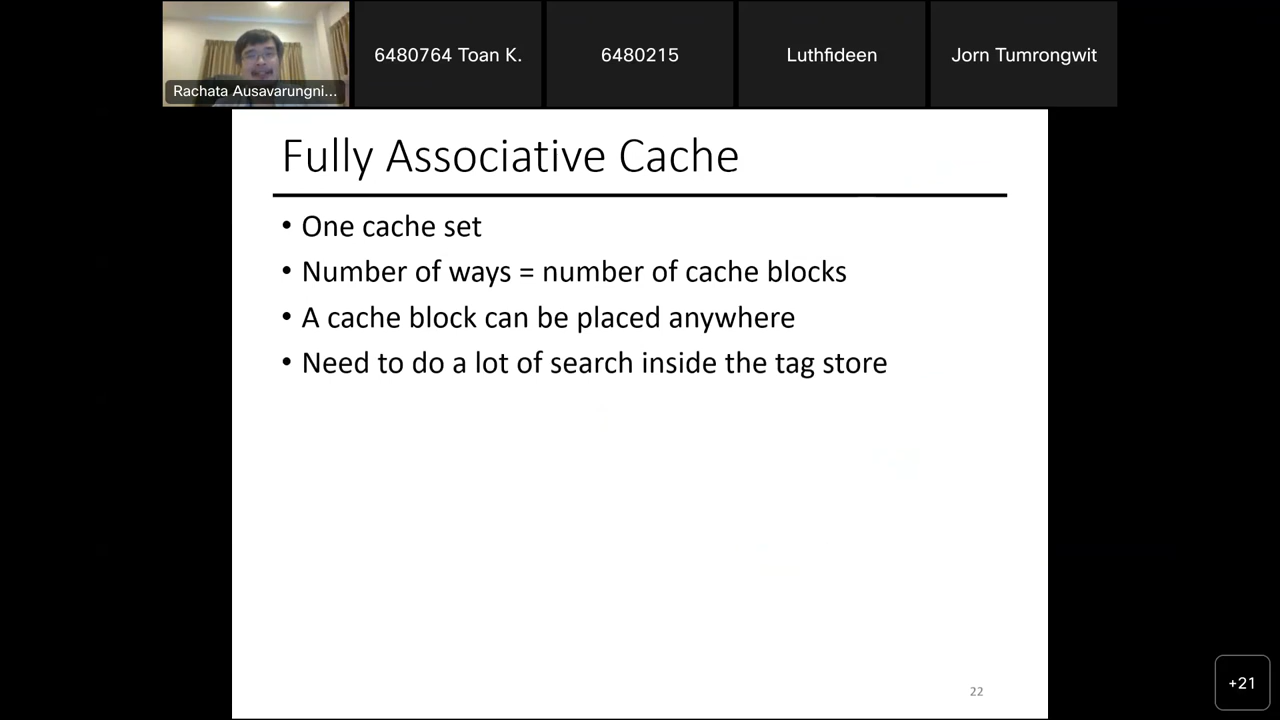 Rachata Ausavarungni...
6480764 Toan K.
6480215
Luthfideen
Jorn Tumrongwit
Fully Associative Cache
• One cache set
• Number of ways = number of cache blocks
• A cache block can be placed anywhere
• Need to do a lot of search inside the tag store
22
+21